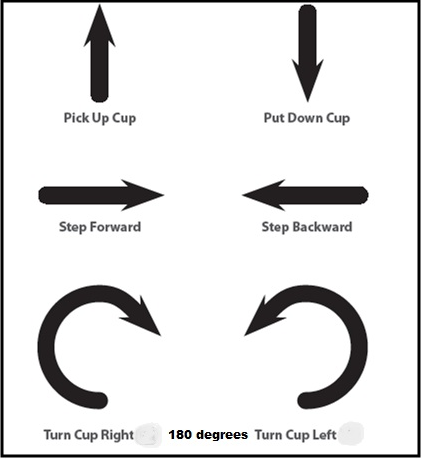 Pick Up Cup
Put Down Cup
Step Forward
Step Backward
Turn Cup Right 180 degrees Turn Cup Left